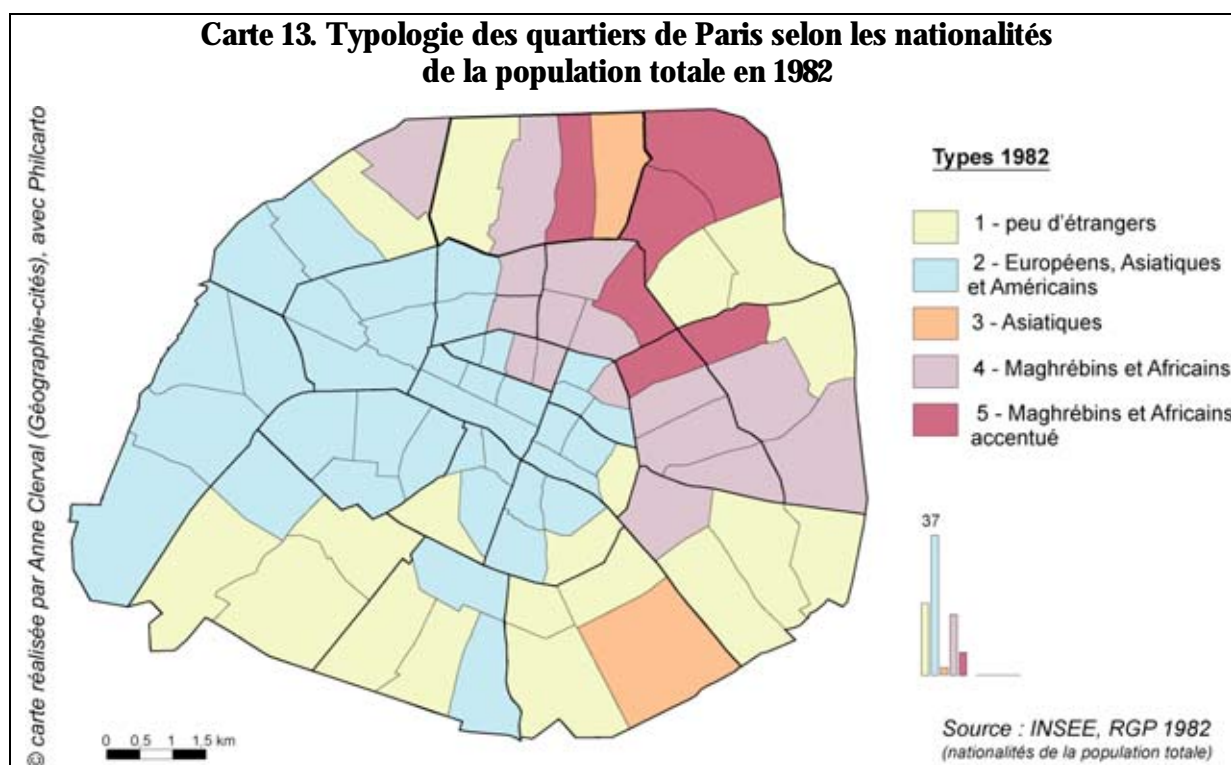 Carte 13. Typologie des quartiers de Paris selon les nationalités
de la population totale en 1982
© carte réalisée par Anne Clerval (Géographie-cités), avec Philcarto
Types 1982
1 - peu d'étrangers
2 - Européens, Asiatiques
et Américains
3 - Asiatiques
4 - Maghrébins et Africains
5 - Maghrébins et Africains
accentué
37
0 0,5 1 1,5 km
Source : INSEE, RGP 1982
(nationalités de la population totale)